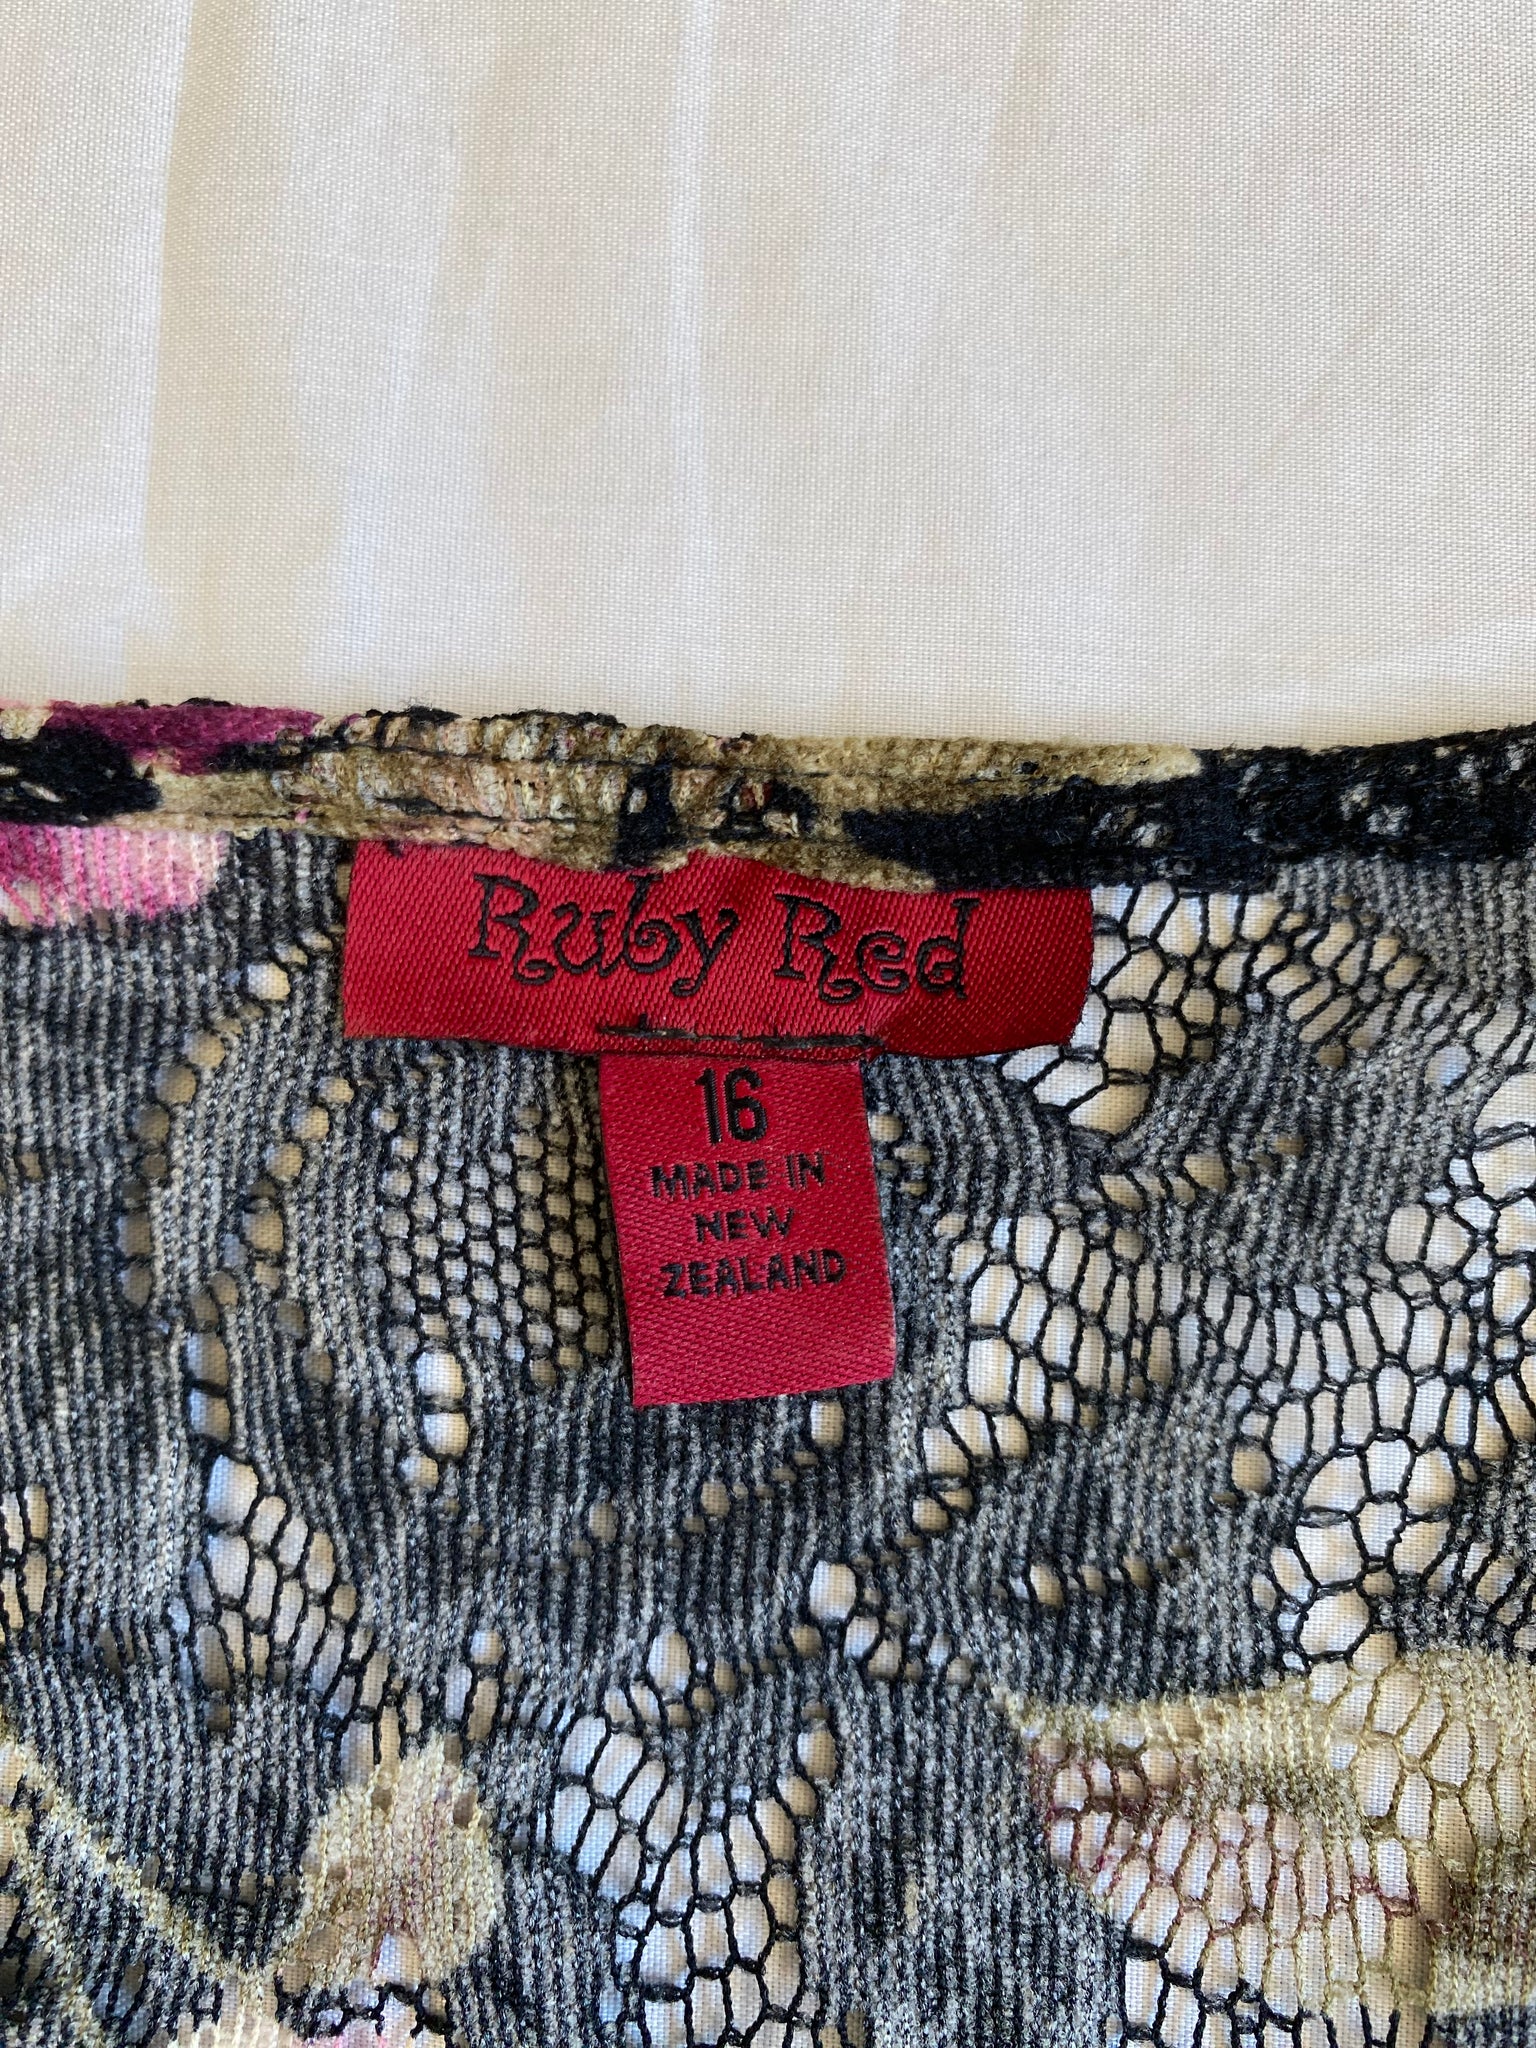 Ruby Red
16
MADE IN
NEW
ZEALAND